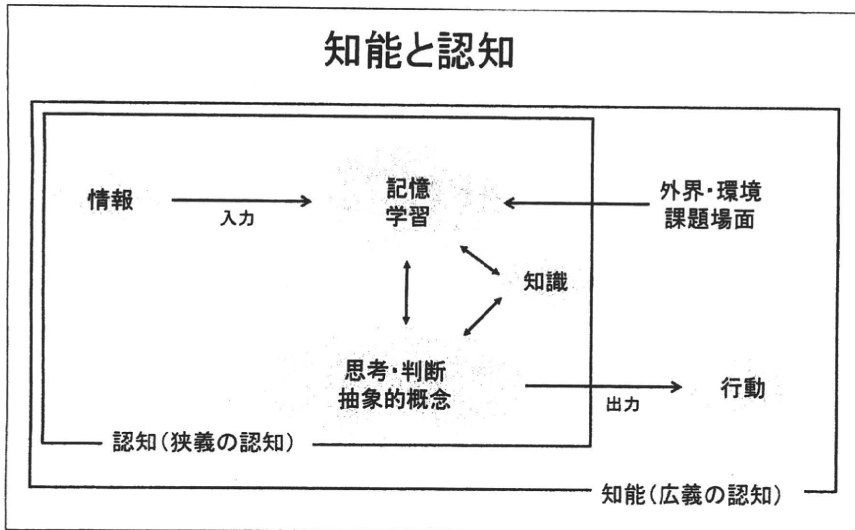 知能と認知
情報
入力
記憶
学習
外界・環境
課題場面
知識
思考・判断
抽象的概念
出力
行動
認知(狭義の認知)
知能(広義の認知)